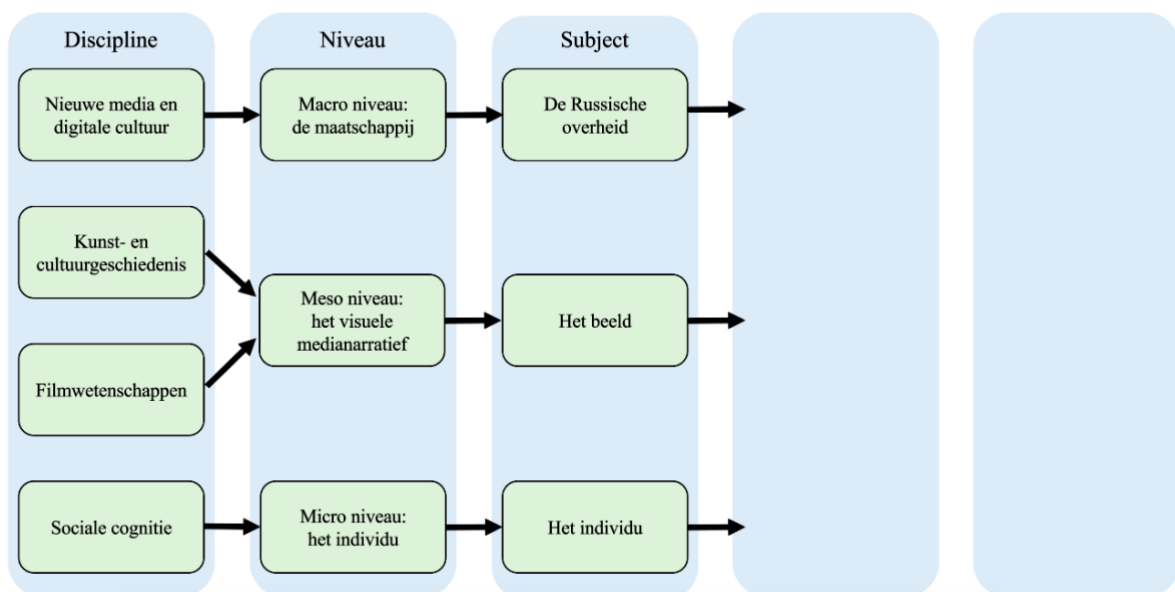 Discipline
Niveau
Subject
Nieuwe media en
digitale cultuur
Macro niveau:
de maatschappij
De Russische
overheid
Kunst- en
cultuurgeschiedenis
Meso niveau:
het visuele
medianarratief
Het beeld
Filmwetenschappen
Sociale cognitie
Micro niveau:
het individu
Het individu